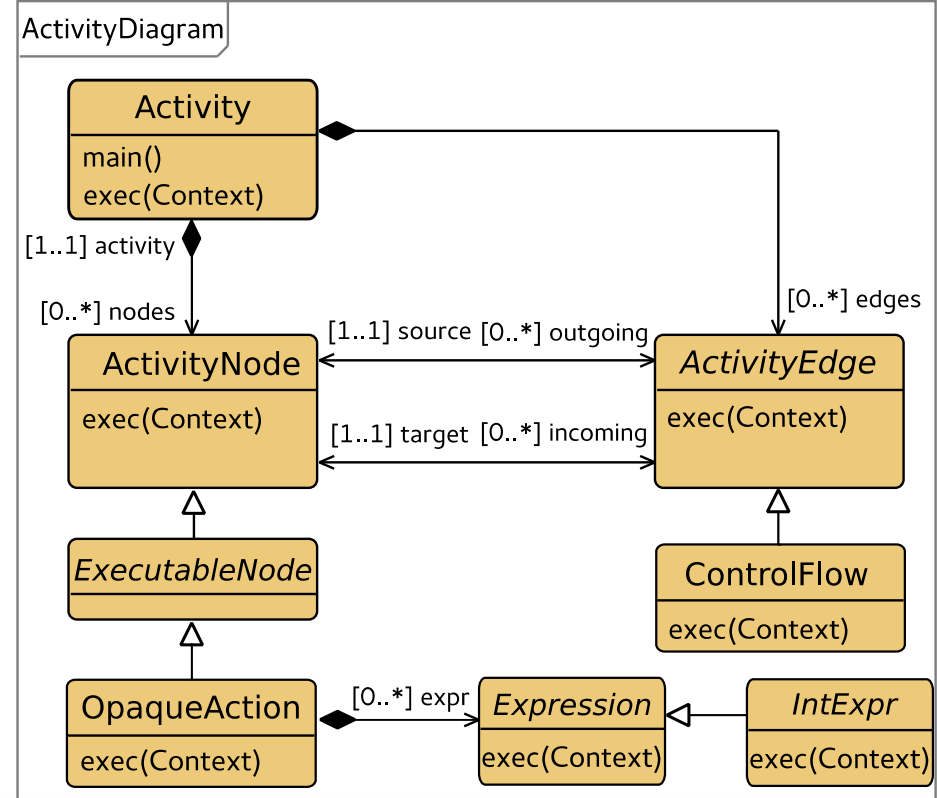 ActivityDiagram
Activity
main()
exec(Context)
[1..1] activity
[0..*] nodes
[0..*] edges
[1..1] source [0..*] outgoing
ActivityNode
exec(Context)
ActivityEdge
exec(Context)
[1..1] target [0..*] incoming
ExecutableNode
ControlFlow
exec(Context)
OpaqueAction
exec(Context)
[0..*] expr
Expression
exec(Context)
IntExpr
exec(Context)